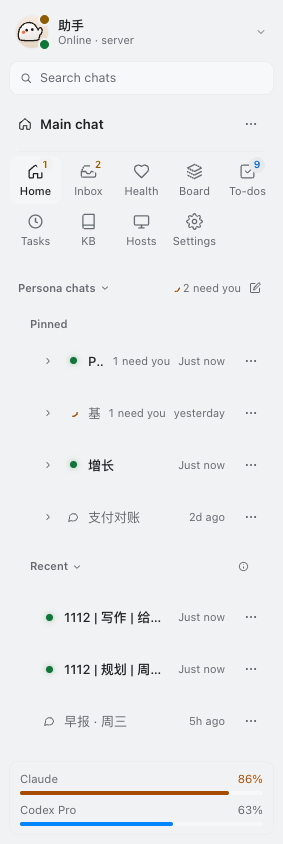 助手
Online · server
Search chats
Main chat
1
2
9
Home
Inbox
Health
Board
To-dos
Tasks
KB
Hosts
Settings
Persona chats
2 need you
Pinned
P..
1 need you
Just now
基
1 need you
yesterday
增长
Just now
支付对账
2d ago
Recent
1112 | 写作 | 给...
Just now
1112 | 规划 | 周...
Just now
早报 · 周三
5h ago
Claude
86%
Codex Pro
63%